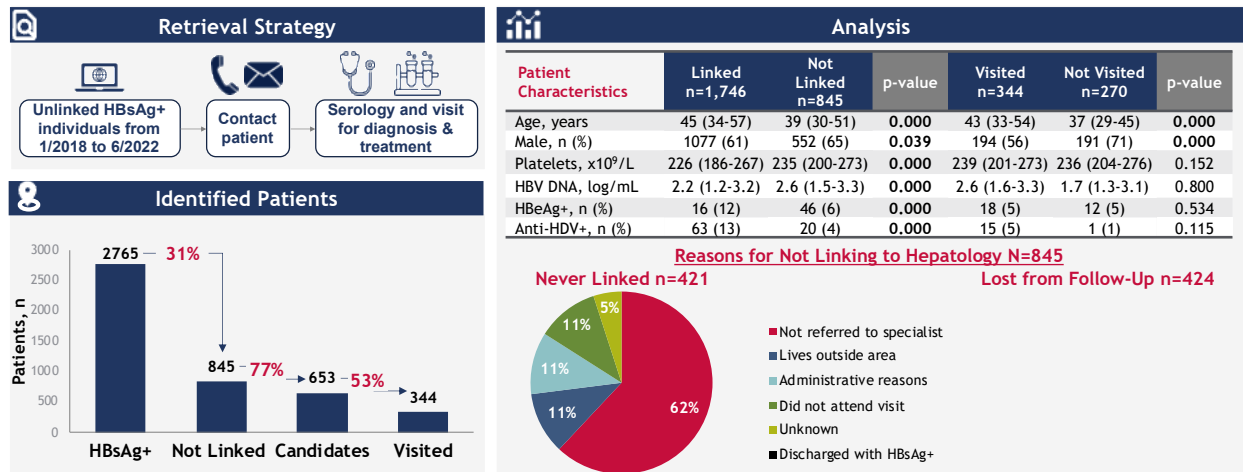 Retrieval Strategy
Unlinked HBsAg+
individuals from
1/2018 to 6/2022
Contact
patient
Serology and visit
for diagnosis &
treatment
Identified Patients
Patients, n
3000
2500
2000
1500
1000
500
0
2765
31%
845
77%
653
53%
344
HBsAg+ Not Linked Candidates Visited
Analysis
Patient Characteristics Linked n=1,746 Not Linked n=845 p-value Visited n=344 Not Visited n=270 p-value
Age, years 45 (34-57) 39 (30-51) 0.000 43 (33-54) 37 (29-45) 0.000
Male, n (%) 1077 (61) 552 (65) 0.039 194 (56) 191 (71) 0.000
Platelets, x10⁹/L 226 (186-267) 235 (200-273) 0.000 239 (201-273) 236 (204-276) 0.152
HBV DNA, log/mL 2.2 (1.2-3.2) 2.6 (1.5-3.3) 0.000 2.6 (1.6-3.3) 1.7 (1.3-3.1) 0.800
HBeAg+, n (%) 16 (12) 46 (6) 0.000 18 (5) 12 (5) 0.534
Anti-HDV+, n (%) 63 (13) 20 (4) 0.000 15 (5) 1 (1) 0.115
Reasons for Not Linking to Hepatology N=845
Never Linked n=421
Lost from Follow-Up n=424
5%
11%
11%
11%
62%
Not referred to specialist
Lives outside area
Administrative reasons
Did not attend visit
Unknown
Discharged with HBsAg+